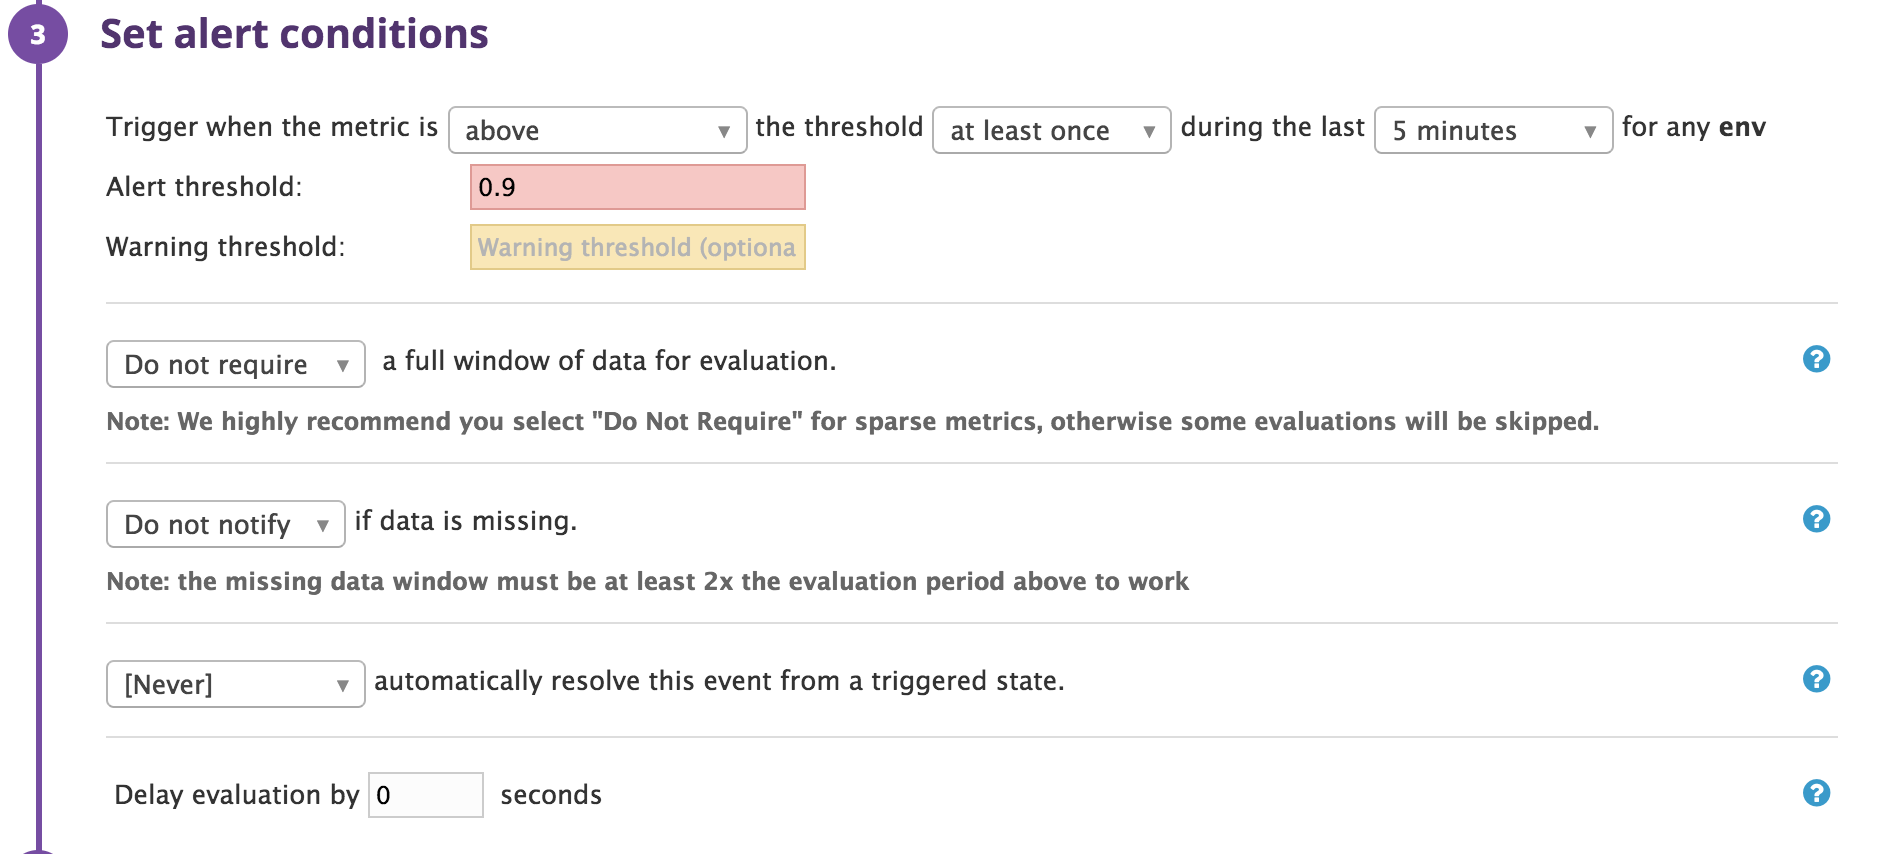 3 Set alert conditions
Trigger when the metric is above ▼ the threshold at least once ▼ during the last 5 minutes ▼ for any env
Alert threshold: 0.9
Warning threshold: Warning threshold (optiona
Do not require ▼ a full window of data for evaluation. ?
Note: We highly recommend you select "Do Not Require" for sparse metrics, otherwise some evaluations will be skipped.
Do not notify ▼ if data is missing. ?
Note: the missing data window must be at least 2x the evaluation period above to work
[Never] ▼ automatically resolve this event from a triggered state. ?
Delay evaluation by 0 seconds ?